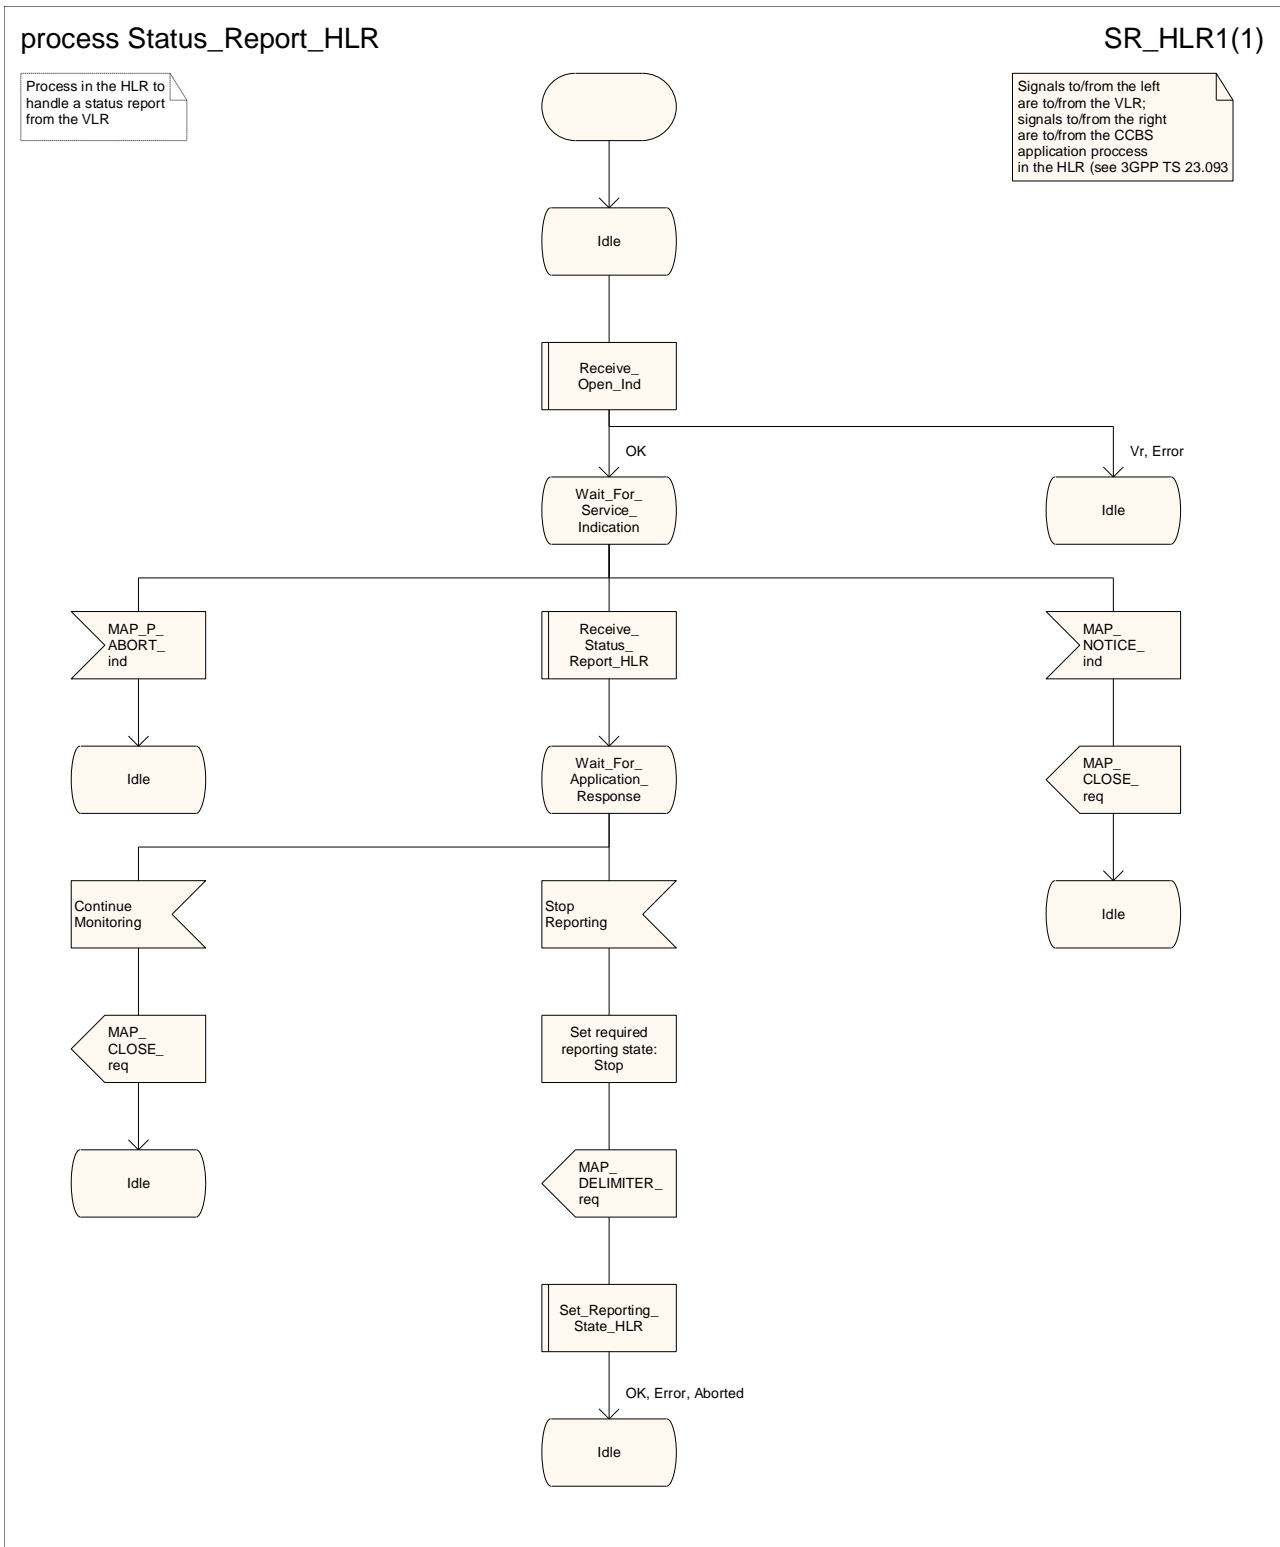 process Status_Report_HLR
SR_HLR1(1)
Process in the HLR to
handle a status report
from the VLR
Signals to/from the left
are to/from the VLR;
signals to/from the right
are to/from the CCBS
application proccess
in the HLR (see 3GPP TS 23.093
Idle
Receive_
Open_Ind
OK
Vr, Error
Wait_For_
Service_
Indication
Idle
MAP_P_
ABORT_
ind
Receive_
Status_
Report_HLR
MAP_
NOTICE_
ind
Idle
Wait_For_
Application_
Response
MAP_
CLOSE_
req
Continue
Monitoring
Stop
Reporting
Idle
MAP_
CLOSE_
req
Set required
reporting state:
Stop
Idle
MAP_
DELIMITER_
req
Set_Reporting_
State_HLR
OK, Error, Aborted
Idle